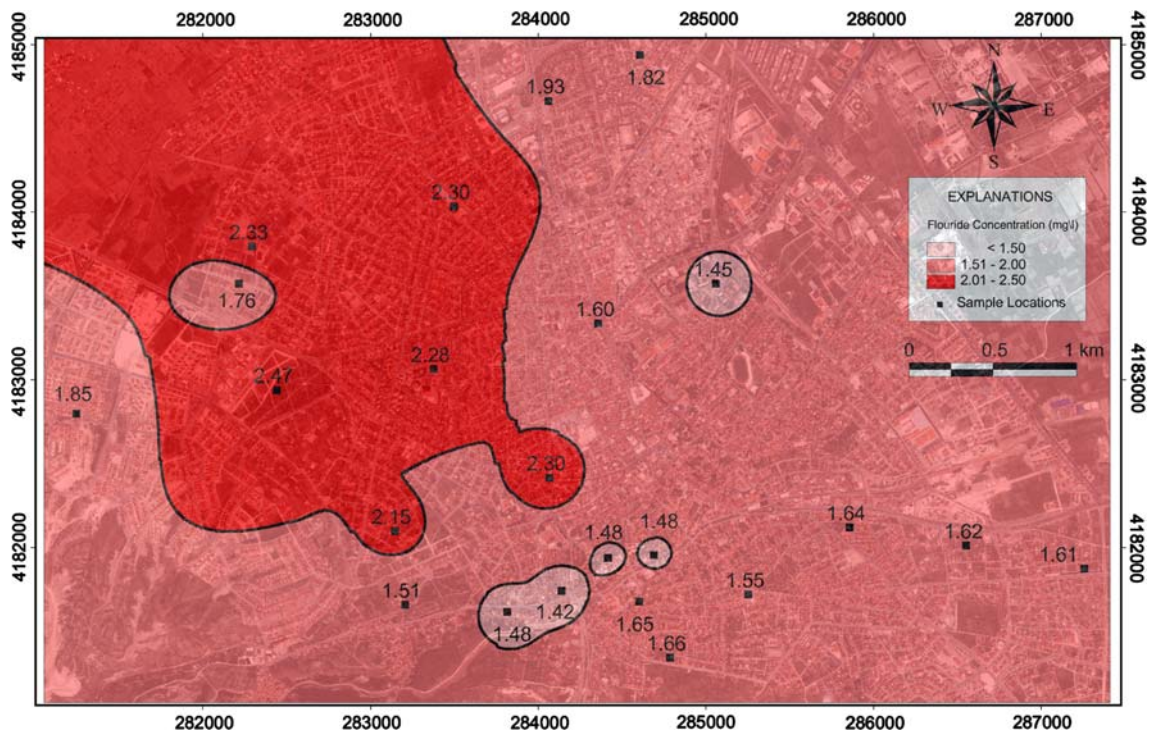 282000 283000 284000 285000 286000 287000
4185000 4185000
1.82
1.93
N
W E
S
4184000 4184000
EXPLANATIONS
Flouride Concentration (mg\l)
< 1.50
1.51 - 2.00
2.01 - 2.50
Sample Locations
2.30
2.33
1.76
1.45
1.60
0 0.5 1 km
2.28
2.47
1.85
4183000 4183000
2.30
2.15
1.48
1.48
1.64
1.62
1.61
4182000 4182000
1.51
1.48
1.42
1.65
1.55
1.66
282000 283000 284000 285000 286000 287000